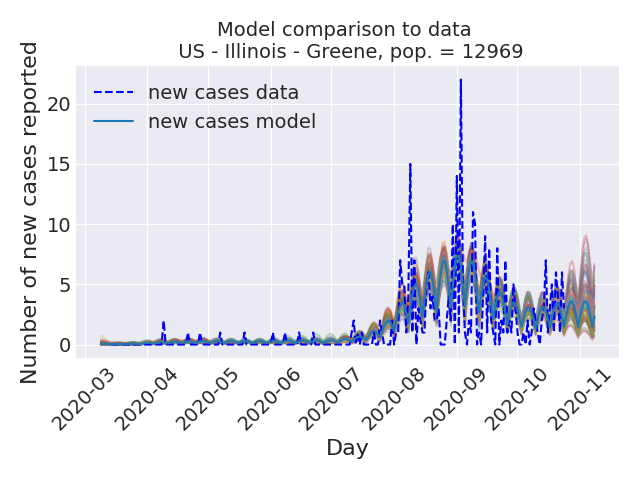 Model comparison to data
US - Illinois - Greene, pop. = 12969
new cases data
new cases model
Number of new cases reported
20
15
10
5
0
2020-03
2020-04
2020-05
2020-06
2020-07
2020-08
2020-09
2020-10
2020-11
Day